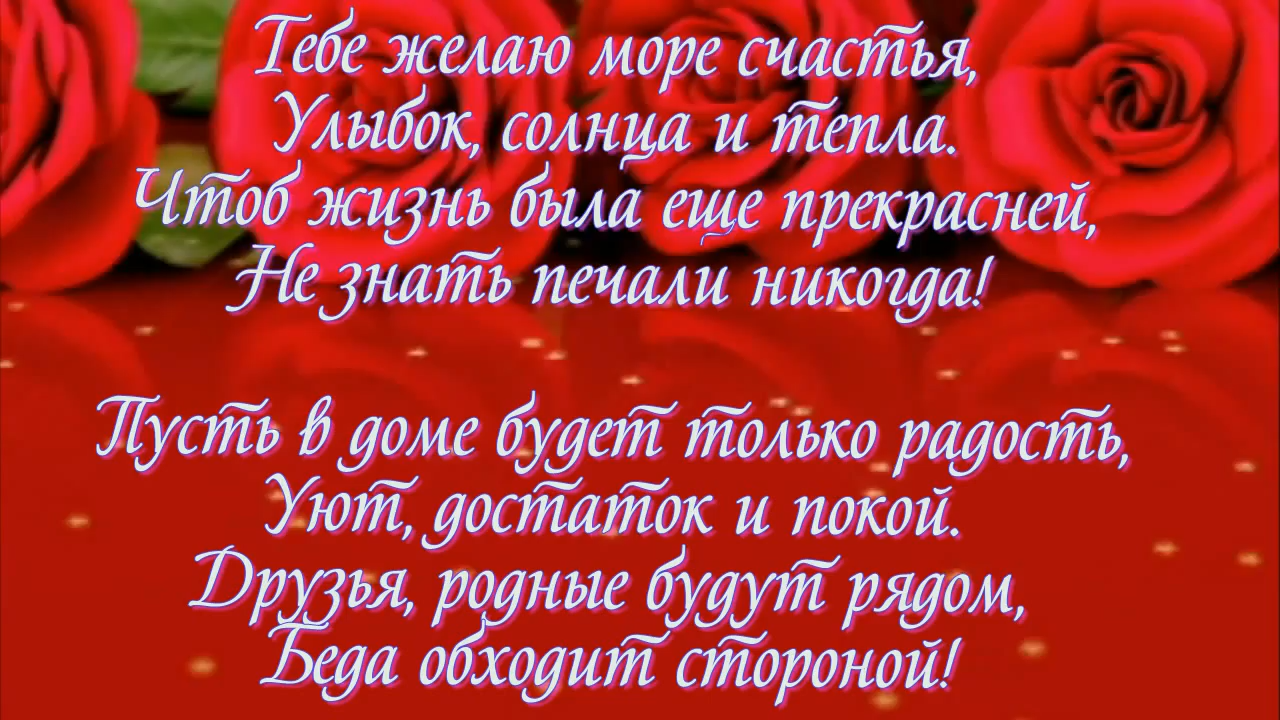 Тебе желаю море счастья,
Улыбок, солнца и тепла.
Чтоб жизнь была еще прекрасней,
Не знать печали никогда!
Пусть в доме будет только радость,
Уют, достаток и покой.
Друзья, родные будут рядом,
Беда обходит стороной!